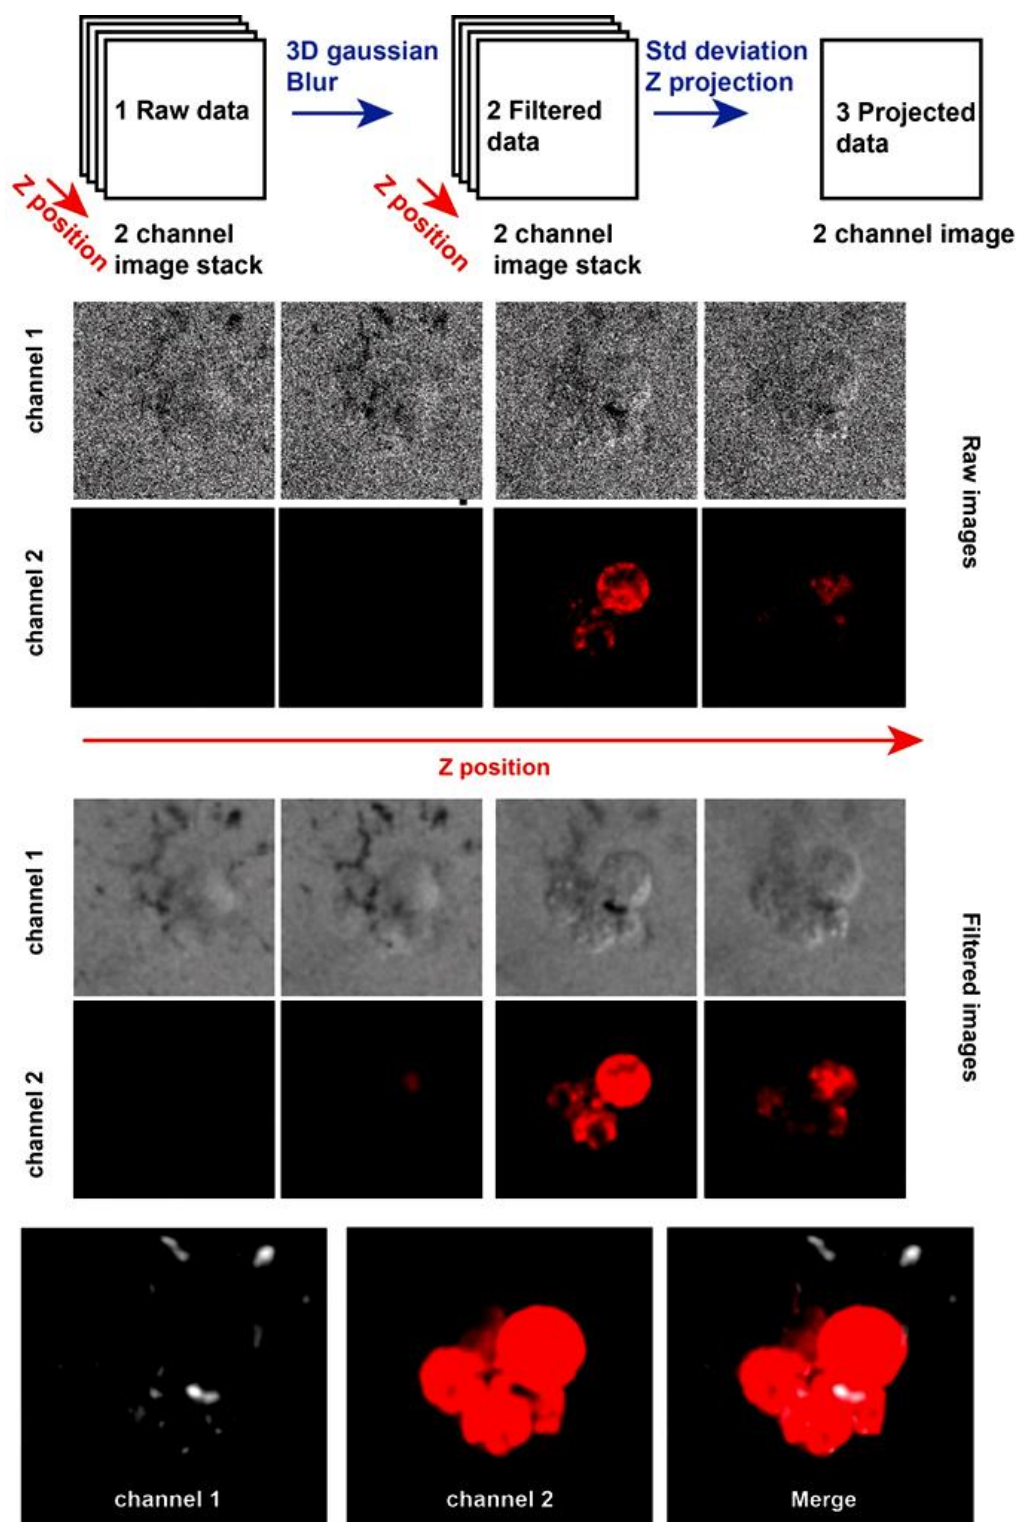 3D gaussian
Blur
Std deviation
Z projection
1 Raw data
2 Filtered
data
3 Projected
data
Z position
2 channel
image stack
Z position
2 channel
image stack
2 channel image
channel 1
Raw images
channel 2
Z position
channel 1
Filtered images
channel 2
channel 1
channel 2
Merge